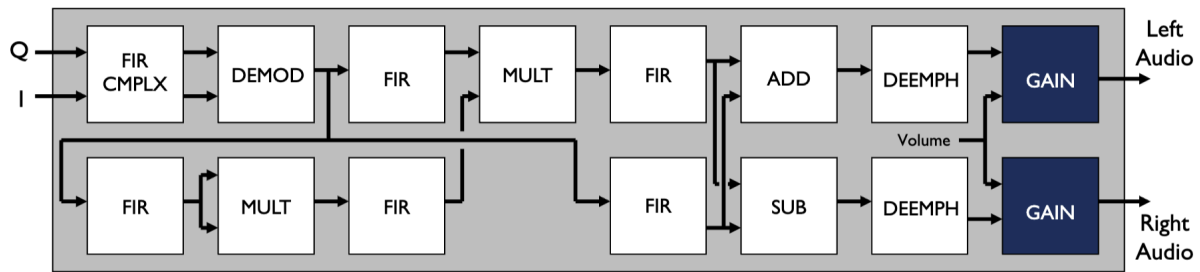 Q
I
FIR
CMPLX
DEMOD
FIR
MULT
FIR
ADD
DEEMPH
GAIN
Left
Audio
Volume
FIR
MULT
FIR
FIR
SUB
DEEMPH
GAIN
Right
Audio